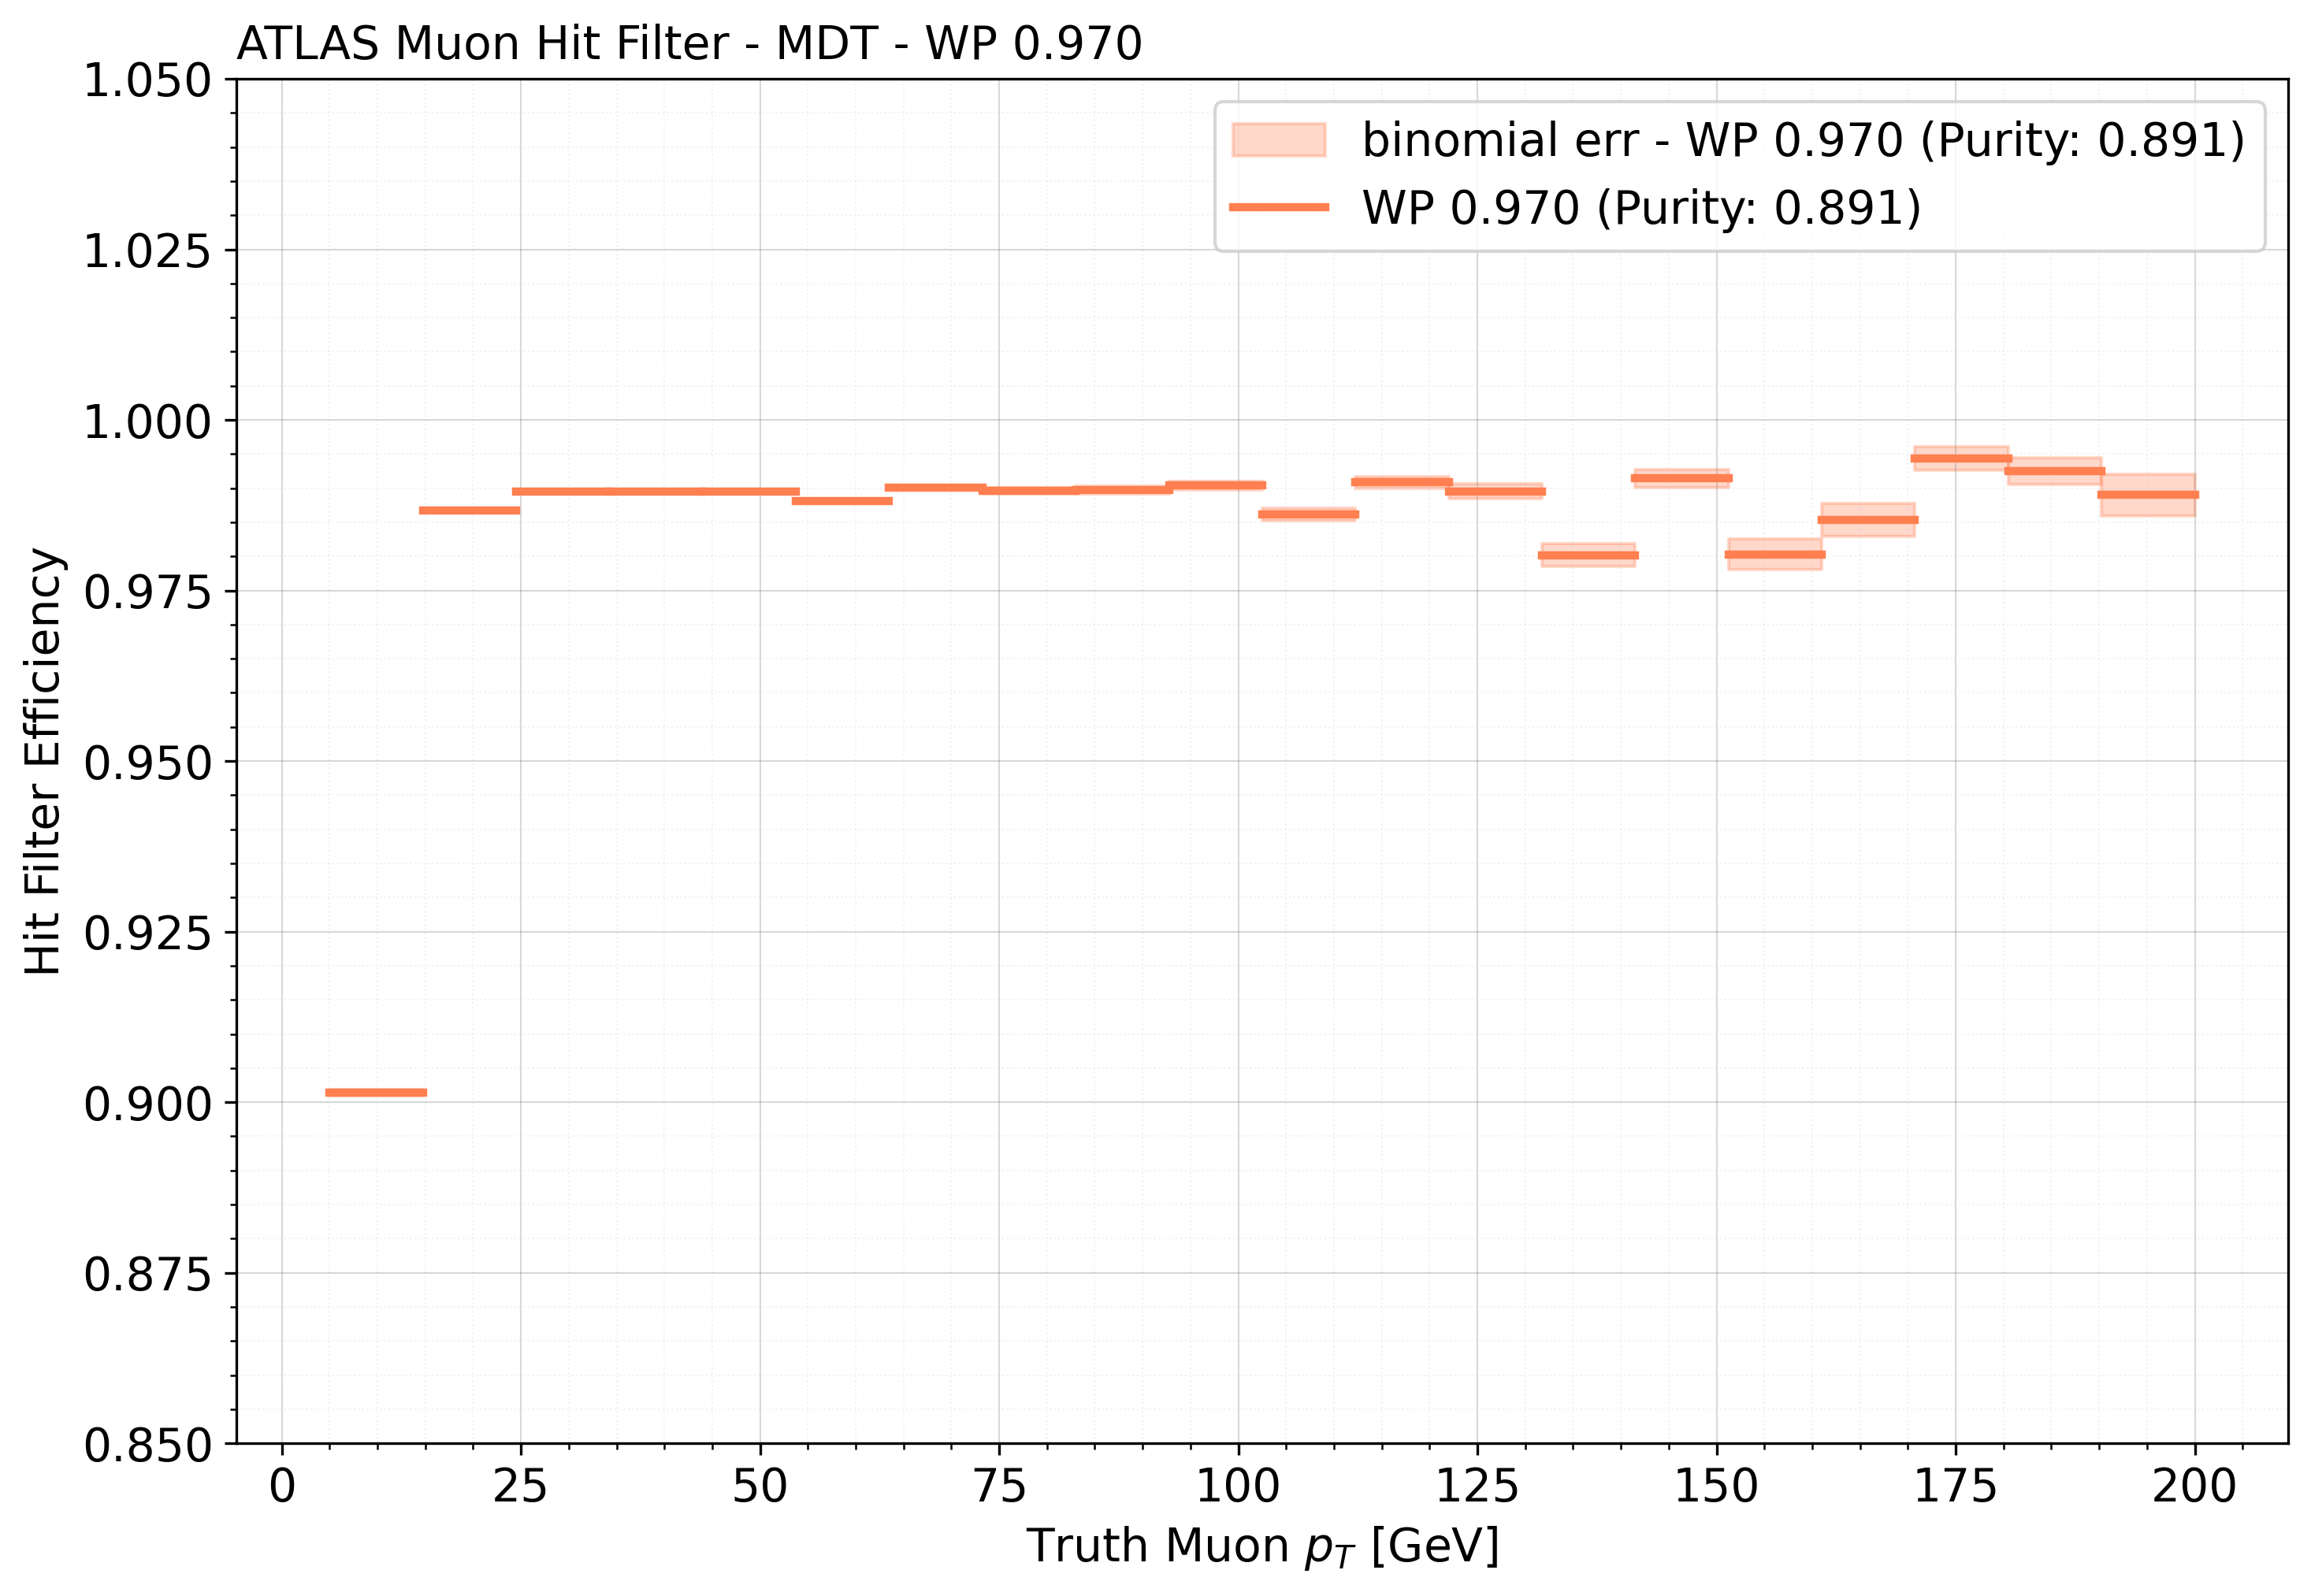 ATLAS Muon Hit Filter - MDT - WP 0.970
1.050
1.025
1.000
0.975
0.950
0.925
0.900
0.875
0.850
Hit Filter Efficiency
binomial err - WP 0.970 (Purity: 0.891)
WP 0.970 (Purity: 0.891)
0 25 50 75 100 125 150 175 200
Truth Muon $p_T$ [GeV]